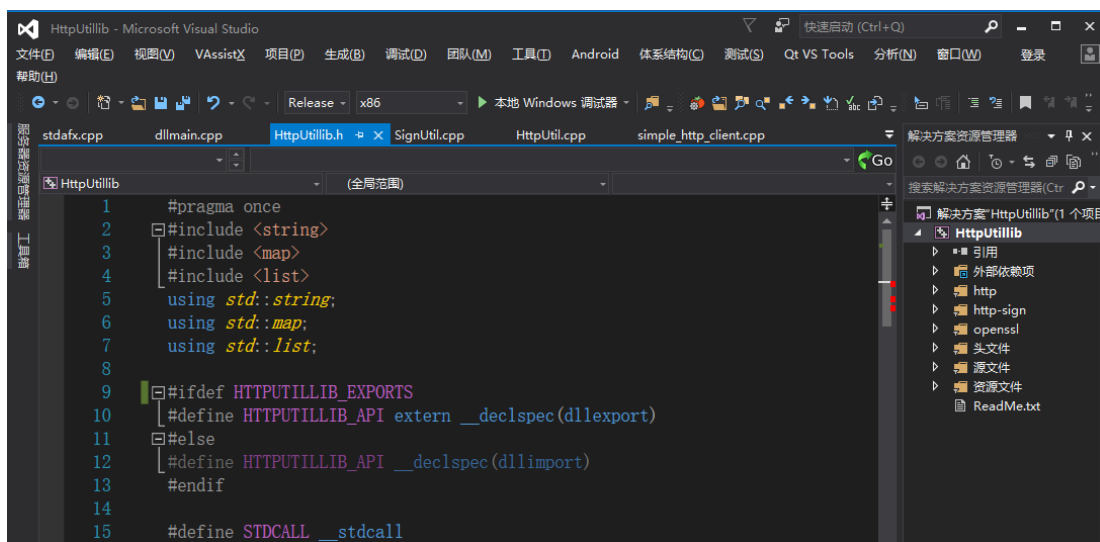 HttpUtillib - Microsoft Visual Studio
快速启动 (Ctrl+Q)
文件(F) 编辑(E) 视图(V) VAssistX 项目(P) 生成(B) 调试(D) 团队(M) 工具(T) Android 体系结构(C) 测试(S) Qt VS Tools 分析(N) 窗口(W) 登录
帮助(H)
Release x86 本地 Windows 调试器
服务器资源管理器
工具箱
stdafx.cpp dllmain.cpp HttpUtillib.h SignUtil.cpp HttpUtil.cpp simple_http_client.cpp
Go
HttpUtillib (全局范围)
1 #pragma once
2 #include <string>
3 #include <map>
4 #include <list>
5 using std::string;
6 using std::map;
7 using std::list;
8
9 #ifdef HTTPUTILLIB_EXPORTS
10 #define HTTPUTILLIB_API extern __declspec(dllexport)
11 #else
12 #define HTTPUTILLIB_API __declspec(dllimport)
13 #endif
14
15 #define STDCALL __stdcall
解决方案资源管理器
搜索解决方案资源管理器(Ctr
解决方案"HttpUtillib"(1 个项目
HttpUtillib
引用
外部依赖项
http
http-sign
openssl
头文件
源文件
资源文件
ReadMe.txt